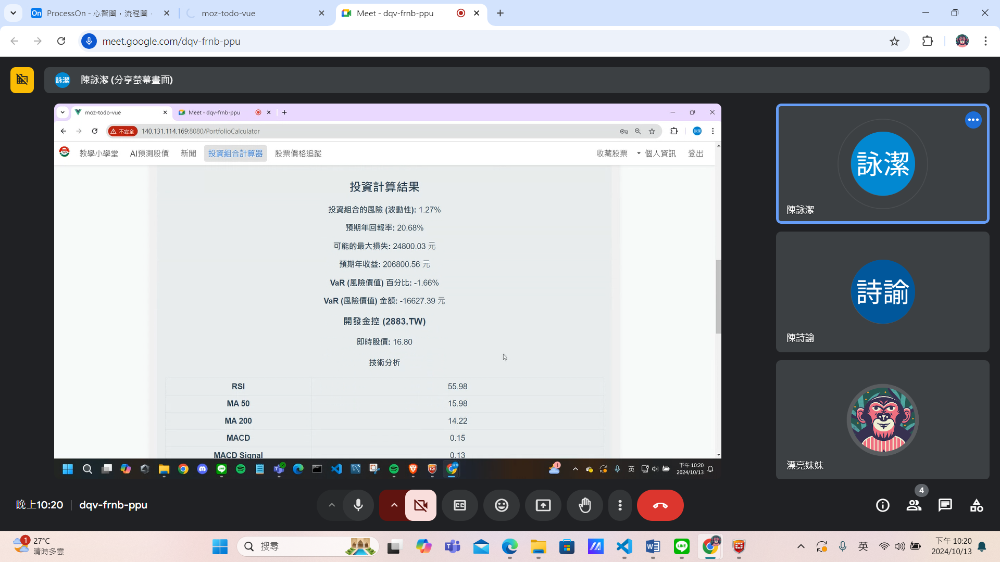 On ProcessOn - 心智圖，流程圖，
moz-todo-vue
Meet - dqv-frnb-ppu
meet.google.com/dqv-frnb-ppu
詠潔 陳詠潔 (分享螢幕畫面)
moz-todo-vue
Meet - dqv-frnb-ppu
不安全 140.131.114.169:8080/PortfolioCalculator
教學小學堂 AI預測股價 新聞 投資組合計算器 股票價格追蹤 收藏股票 個人資訊 登出
投資計算結果
投資組合的風險 (波動性): 1.27%
預期年回報率: 20.68%
可能的最大損失: 24800.03 元
預期年收益: 206800.56 元
VaR (風險價值) 百分比: -1.66%
VaR (風險價值) 金額: -16627.39 元
開發金控 (2883.TW)
即時股價: 16.80
技術分析
RSI 55.98
MA 50 15.98
MA 200 14.22
MACD 0.15
MACD Signal 0.13
1 英 下午 10:20
2024/10/13
詠潔
陳詠潔
詩諭
陳詩諭
漂亮妹妹
晚上10:20 dqv-frnb-ppu
4
1 27°C
晴時多雲
搜尋
英
下午 10:20
2024/10/13